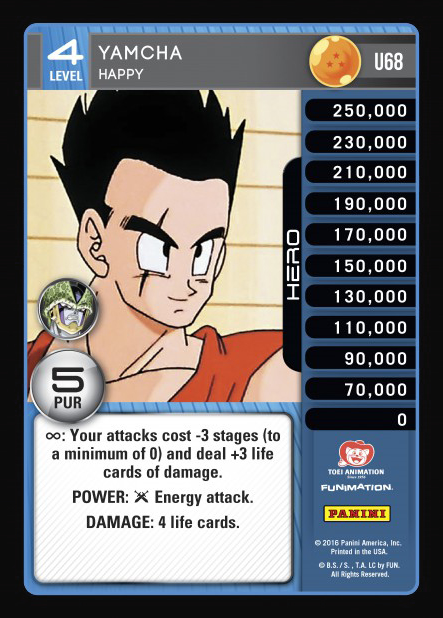 4
LEVEL
YAMCHA
HAPPY
U68
250,000
230,000
210,000
190,000
170,000
150,000
130,000
110,000
90,000
70,000
0
HERO
5
PUR
∞: Your attacks cost -3 stages (to
a minimum of 0) and deal +3 life
cards of damage.
POWER: Energy attack.
DAMAGE: 4 life cards.
TOEI ANIMATION
Since 1956
FUNIMATION.
PANINI
© 2016 Panini America, Inc.
Printed in the USA.
© B.S./ S. , T.A. LC by FUN.
All Rights Reserved.